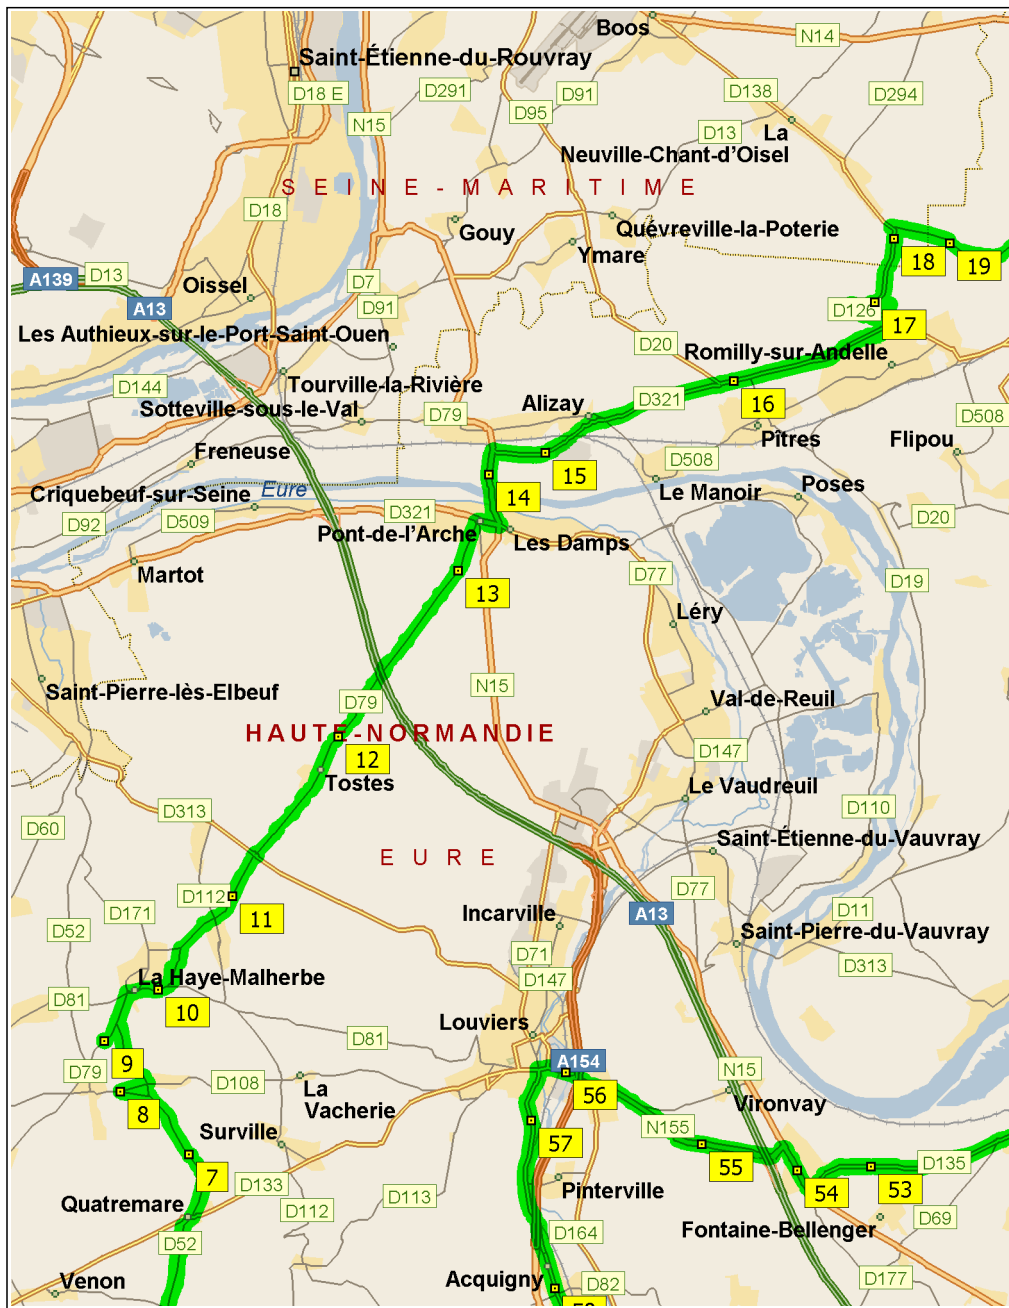 Boos
N14
Saint-Étienne-du-Rouvray
D18 E
D291
D91
D138
D294
D95
N15
D13
La
Neuville-Chant-d'Oisel
SEINE-MARITIME
D18
Gouy
Quévreville-la-Poterie
Ymare
18
19
A139
D13
Oissel
D7
A13
D91
D126
17
Les Authieux-sur-le-Port-Saint-Ouen
D20
Romilly-sur-Andelle
D144
Tourville-la-Rivière
D321
16
Sotteville-sous-le-Val
D79
Alizay
D508
Pîtres
Flipou
Freneuse
15
D508
Criquebeuf-sur-Seine
Eure
14
Le Manoir
Poses
D92
D509
D321
D20
Pont-de-l'Arche
Les Damps
Martot
D77
D19
13
Léry
Saint-Pierre-lès-Elbeuf
N15
D79
Val-de-Reuil
HAUTE-NORMANDIE
12
D147
Tostes
Le Vaudreuil
D313
D110
D60
Saint-Étienne-du-Vauvray
EURE
D112
D77
D171
11
Incarville
A13
D11
D52
Saint-Pierre-du-Vauvray
D71
D313
La Haye-Malherbe
D147
D81
10
Louviers
D81
9
A154
D79
D108
N15
La
Vacherie
56
Vironvay
8
Surville
57
N155
55
7
D135
D133
Pinterville
54
53
Quatremare
D113
D112
D69
Fontaine-Bellenger
D52
D164
Venon
Acquigny
D82
D177